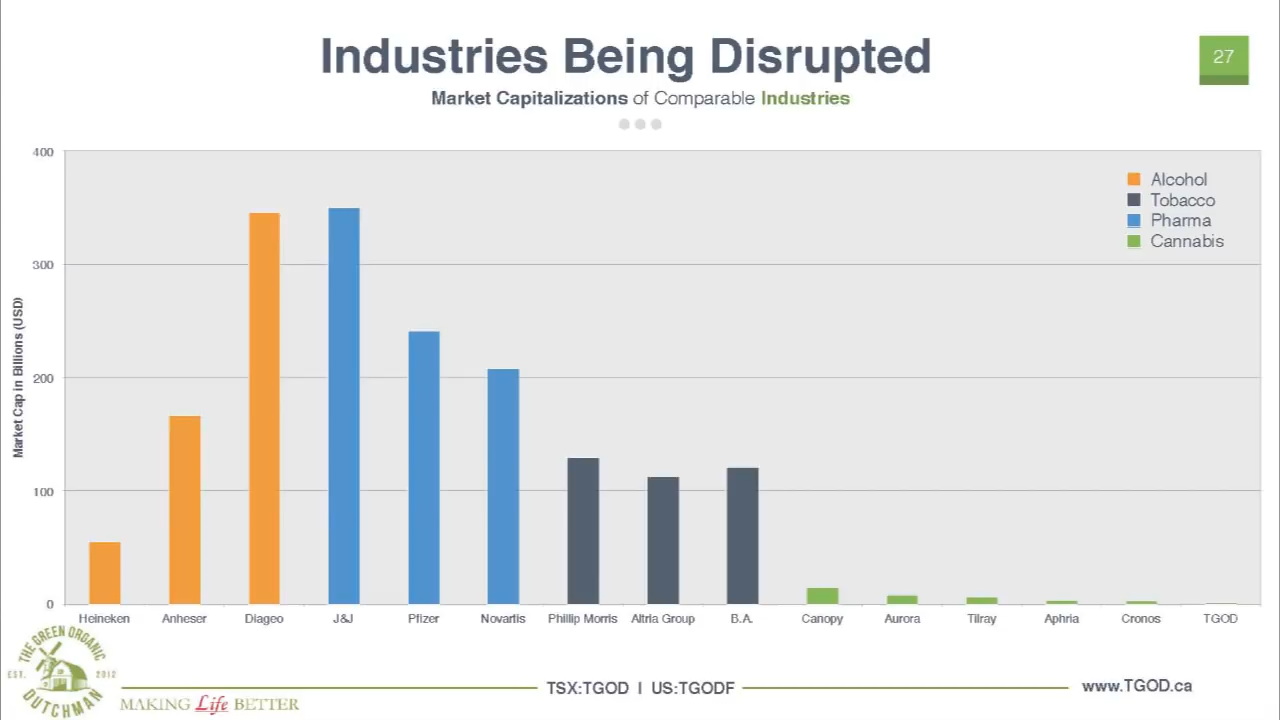 Industries Being Disrupted
27
Market Capitalizations of Comparable Industries
400
300
200
100
0
Market Cap in Billions (USD)
Alcohol
Tobacco
Pharma
Cannabis
Heineken Anheser Diageo J&J Pfizer Novartis Phillip Morris Altria Group B.A. Canopy Aurora Tilray Aphria Cronos TGOD
THE GREEN ORGANIC
EST. 2012
DUTCHMAN
MAKING Life BETTER
TSX:TGOD | US:TGODF
www.TGOD.ca